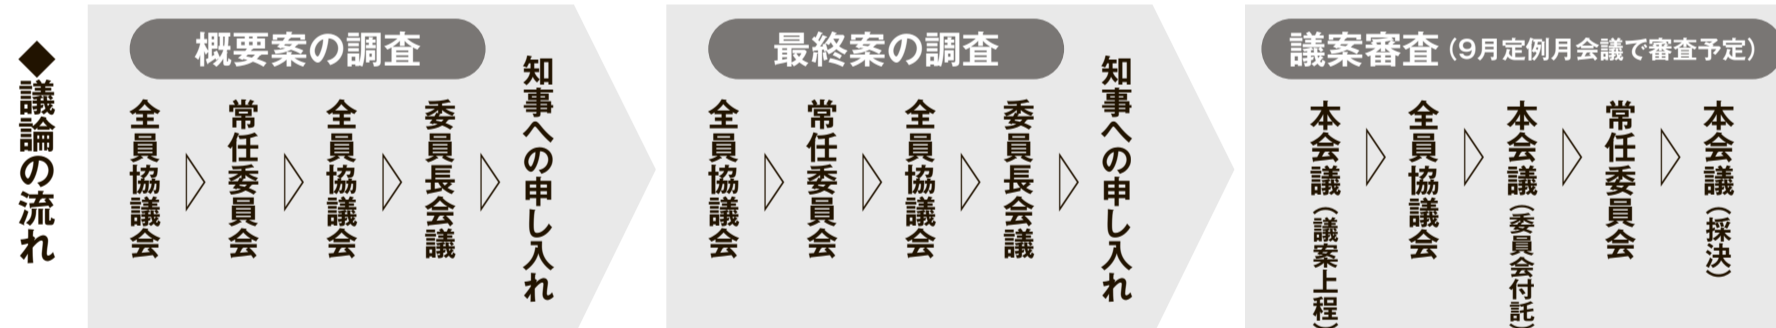 ◆議論の流れ
概要案の調査
全員協議会
常任委員会
全員協議会
委員長会議
知事への申し入れ
最終案の調査
全員協議会
常任委員会
全員協議会
委員長会議
知事への申し入れ
議案審査（9月定例月会議で審査予定）
本会議（議案上程）
全員協議会
本会議（委員会付託）
常任委員会
本会議（採決）